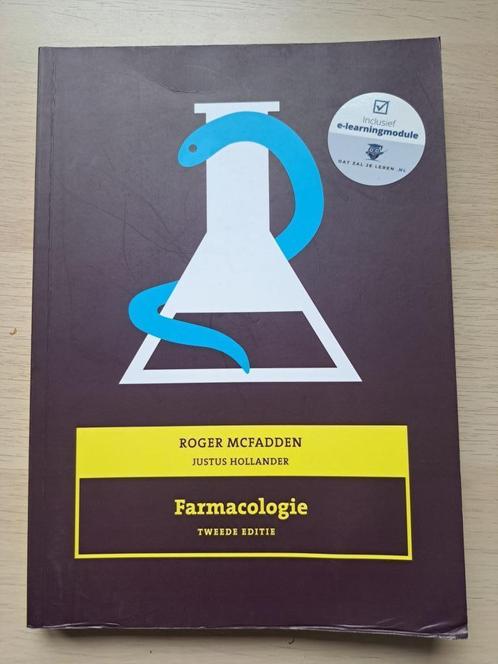 Inclusief
e-learningmodule
DAT ZAL JE LEREN .NL
ROGER MCFADDEN
JUSTUS HOLLANDER
Farmacologie
TWEEDE EDITIE